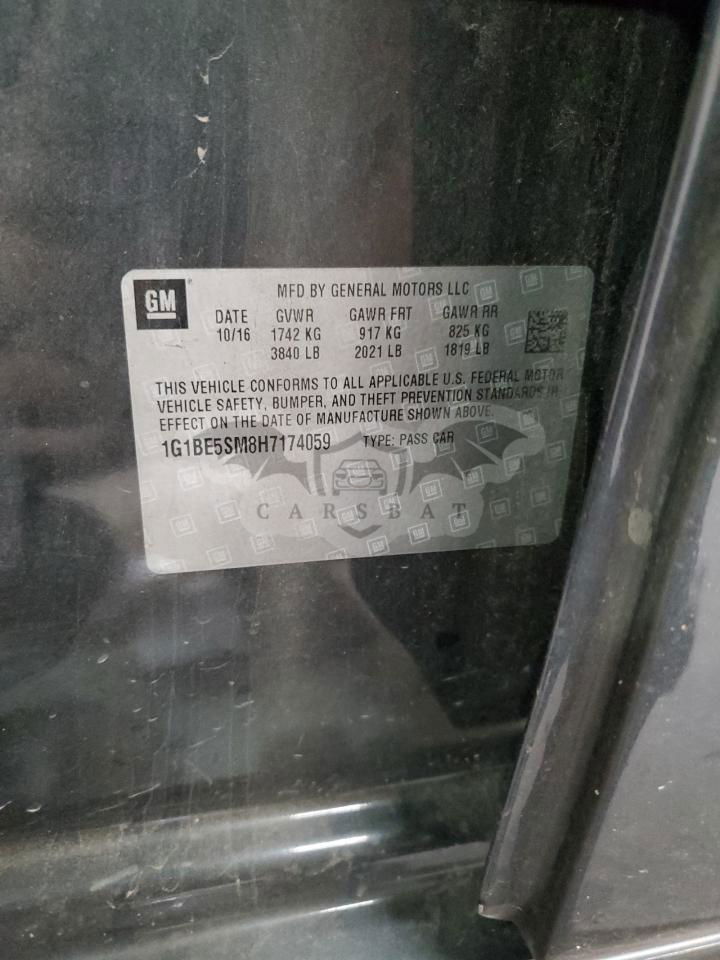 GM
MFD BY GENERAL MOTORS LLC
DATE GVWR GAWR FRT GAWR RR
10/16 1742 KG 917 KG 825 KG
3840 LB 2021 LB 1819 LB
THIS VEHICLE CONFORMS TO ALL APPLICABLE U.S. FEDERAL MOTOR
VEHICLE SAFETY, BUMPER, AND THEFT PREVENTION STANDARDS IN
EFFECT ON THE DATE OF MANUFACTURE SHOWN ABOVE.
1G1BE5SM8H7174059 TYPE: PASS CAR
CARSBAT